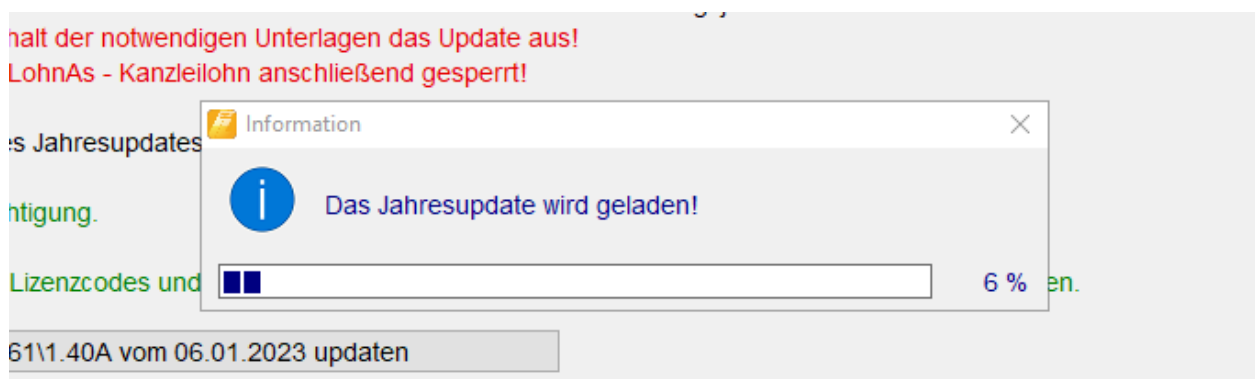 halt der notwendigen Unterlagen das Update aus!
LohnAs - Kanzleilohn anschließend gesperrt!
Information
s Jahresupdates
Das Jahresupdate wird geladen!
htigung.
Lizenzcodes und
6 % en.
61\1.40A vom 06.01.2023 updaten